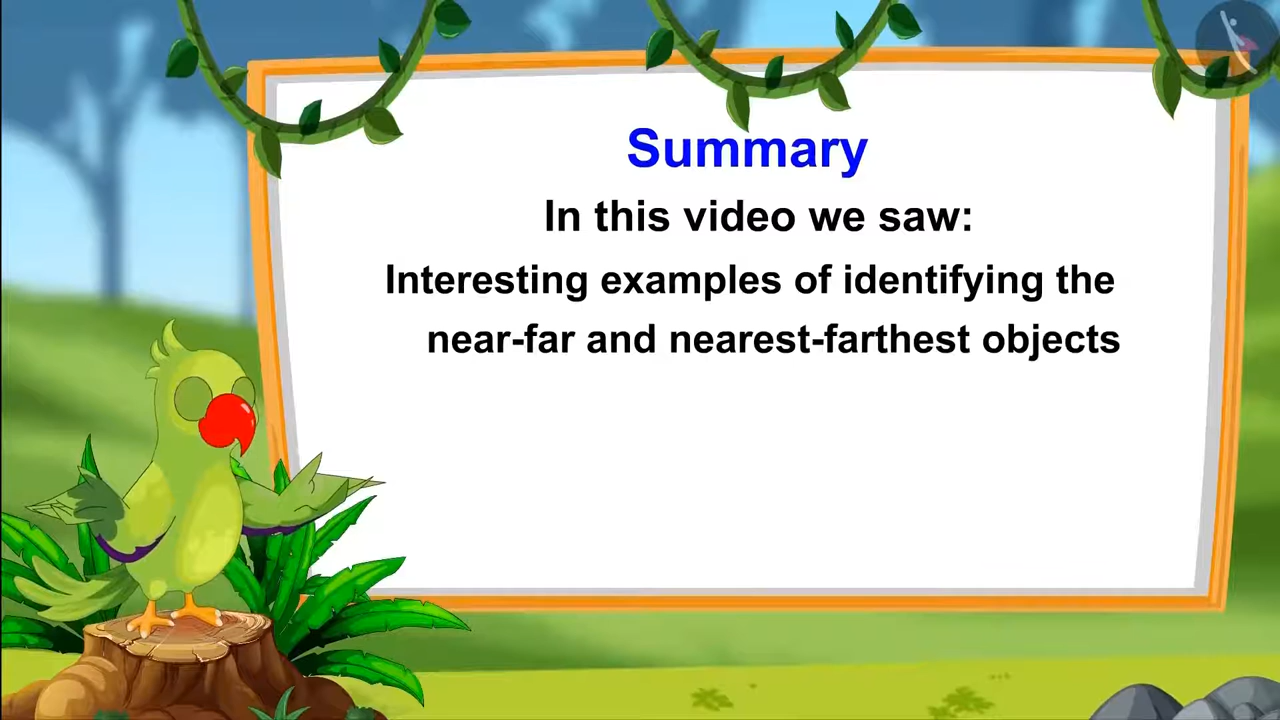 Summary
In this video we saw:
Interesting examples of identifying the
near-far and nearest-farthest objects